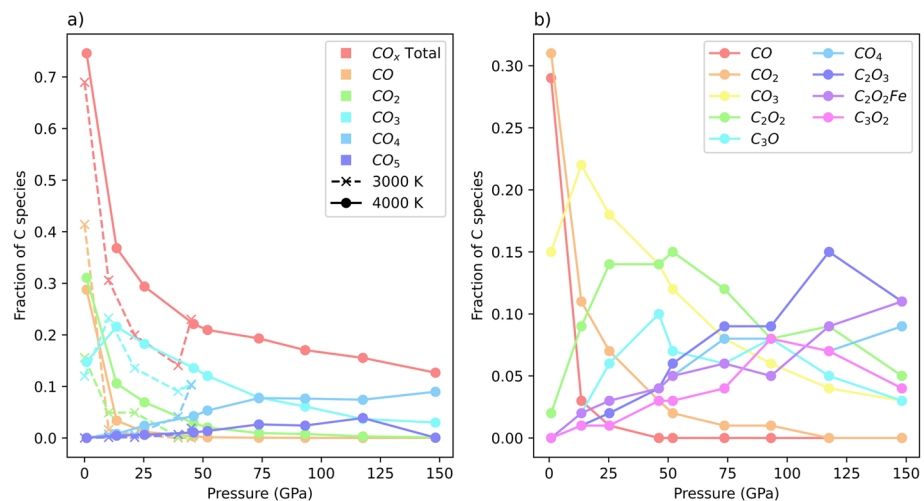 a)
Fraction of C species
0.7
0.6
0.5
0.4
0.3
0.2
0.1
0.0
COₓ Total
CO
CO₂
CO₃
CO₄
CO₅
3000 K
4000 K
0 25 50 75 100 125 150
Pressure (GPa)
b)
Fraction of C species
0.30
0.25
0.20
0.15
0.10
0.05
0.00
CO
CO₂
CO₃
C₂O₂
C₃O
CO₄
C₂O₃
C₂O₂Fe
C₃O₂
0 25 50 75 100 125 150
Pressure (GPa)